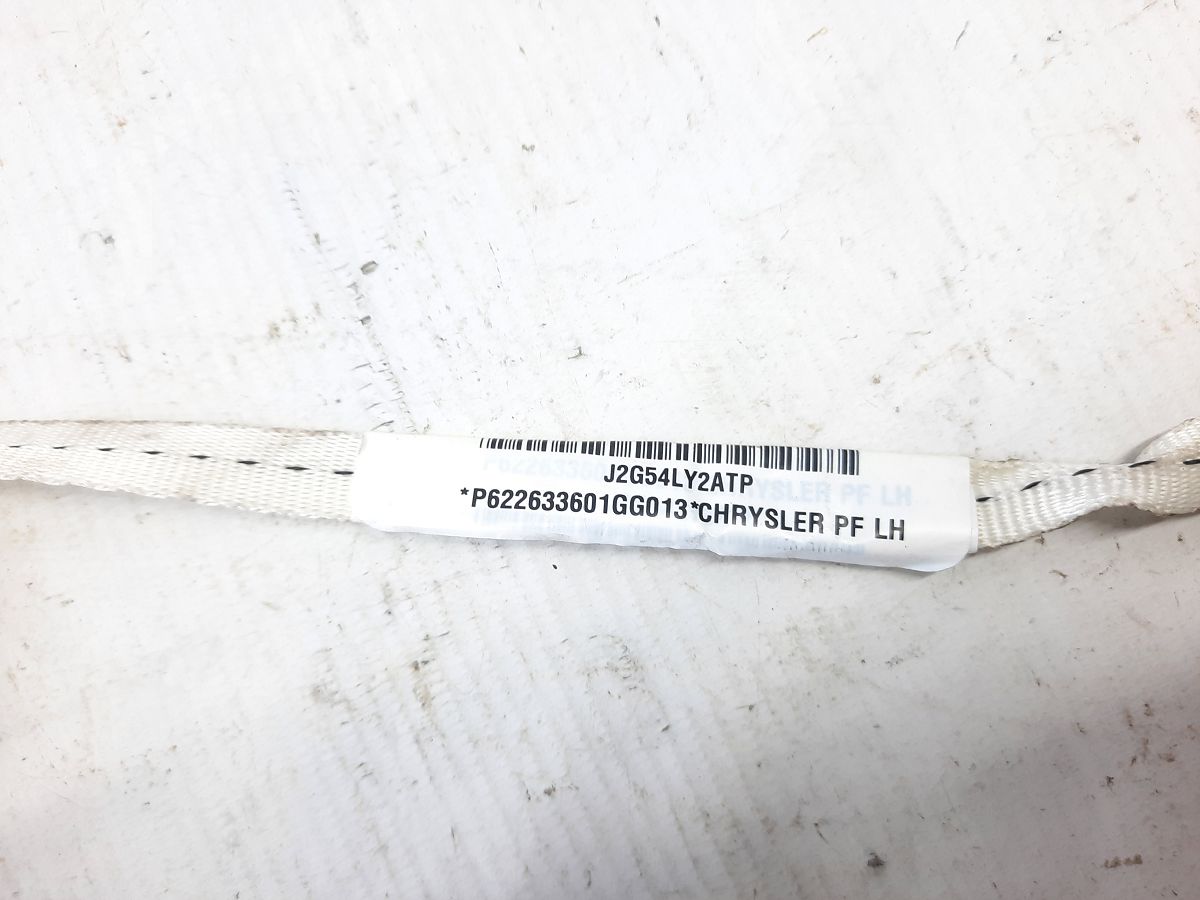 J2G54LY2ATP
*P622633601GG013*CHRYSLER PF LH